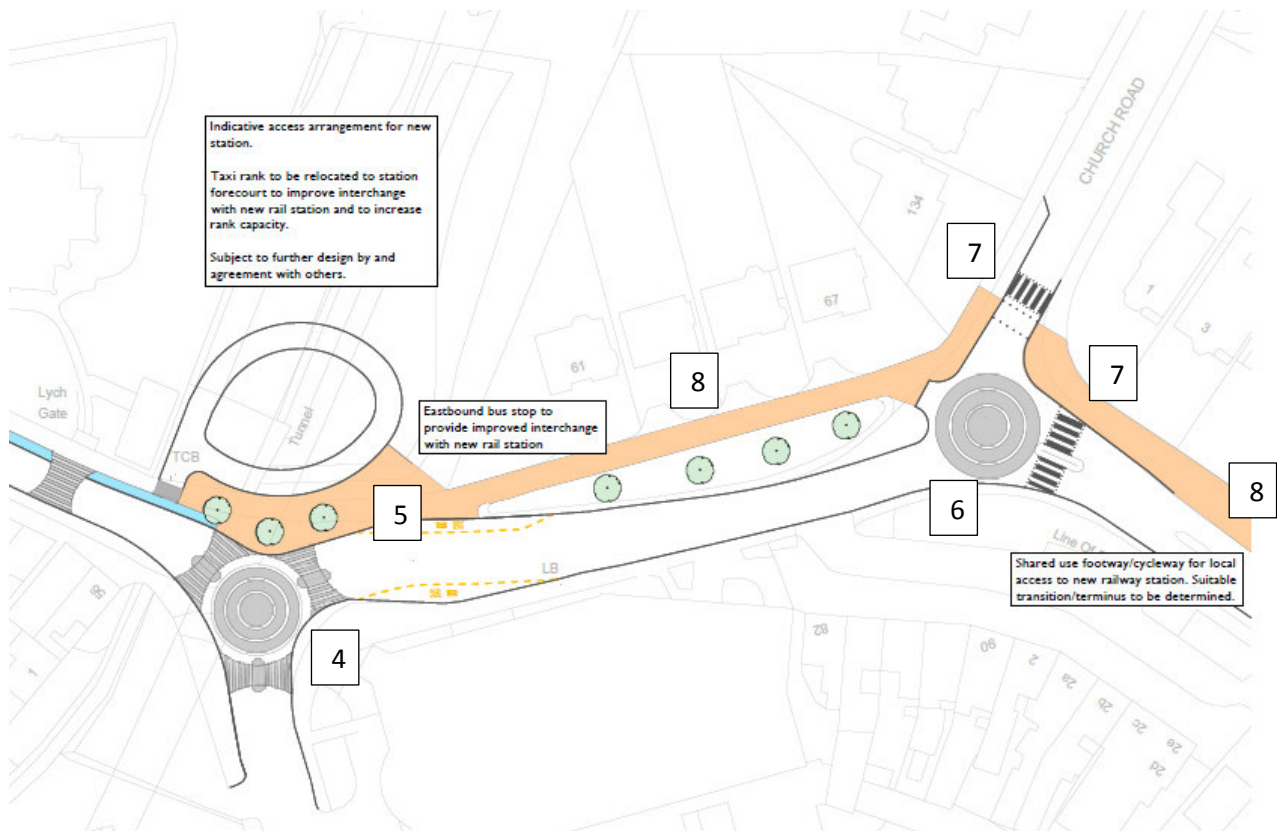 Indicative access arrangement for new
station.
Taxi rank to be relocated to station
forecourt to improve interchange
with new rail station and to increase
rank capacity.
Subject to further design by and
agreement with others.
CHURCH ROAD
134
7
1
3
67
61
8
7
Lych
Gate
Tunnel
Eastbound bus stop to
provide improved interchange
with new rail station
TCB
5
6
8
Line Of
LB
Shared use footway/cycleway for local
access to new railway station. Suitable
transition/terminus to be determined.
56
1
4
82
90
2
2a
2b
2c
2e
2d